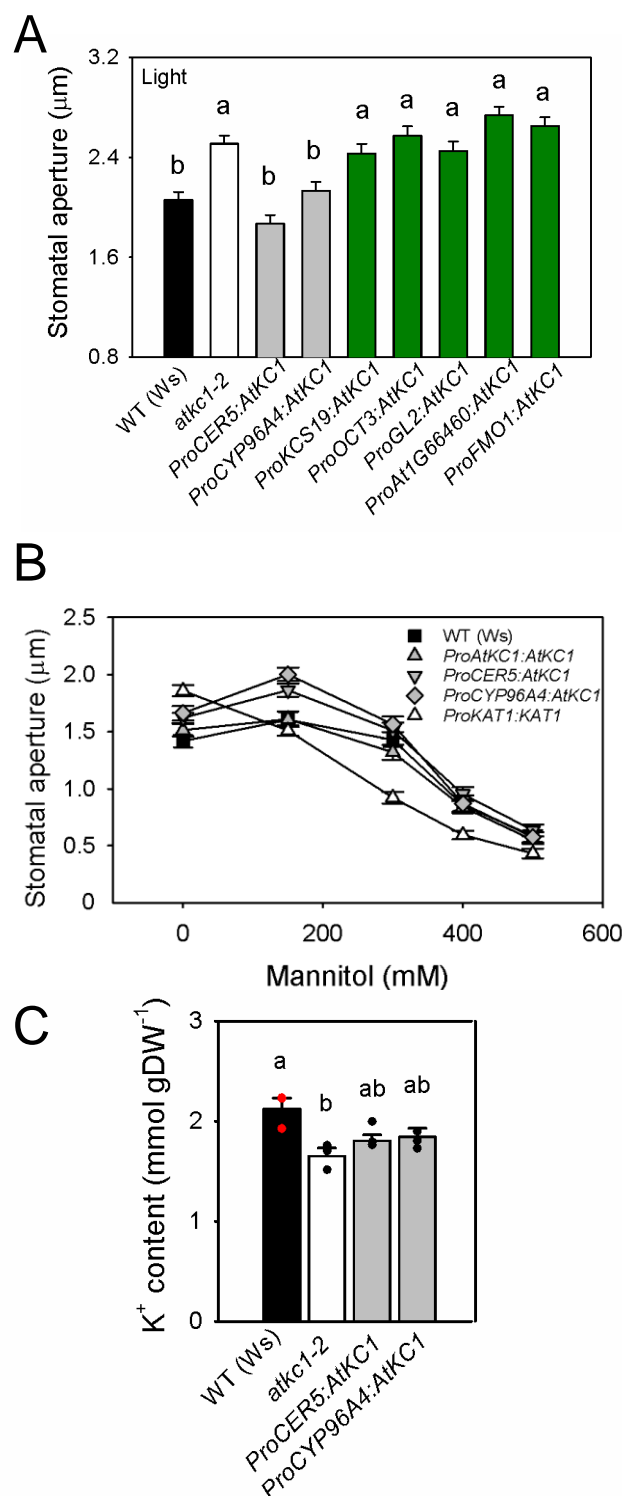 A
Stomatal aperture (μm)
3.2
2.4
1.6
0.8
Light
b
a
b
b
a
a
a
a
a
WT (Ws)
atkc1-2
ProCER5:AtKC1
ProCYP96A4:AtKC1
ProKCS19:AtKC1
ProOCT3:AtKC1
ProGL2:AtKC1
ProAt1G66460:AtKC1
ProFMO1:AtKC1
B
Stomatal aperture (μm)
2.5
2.0
1.5
1.0
0.5
0
WT (Ws)
ProAtKC1:AtKC1
ProCER5:AtKC1
ProCYP96A4:AtKC1
ProKAT1:KAT1
0
200
400
600
Mannitol (mM)
C
K⁺ content (mmol gDW⁻¹)
3
2
1
0
a
b
ab
ab
WT (Ws)
atkc1-2
ProCER5:AtKC1
ProCYP96A4:AtKC1